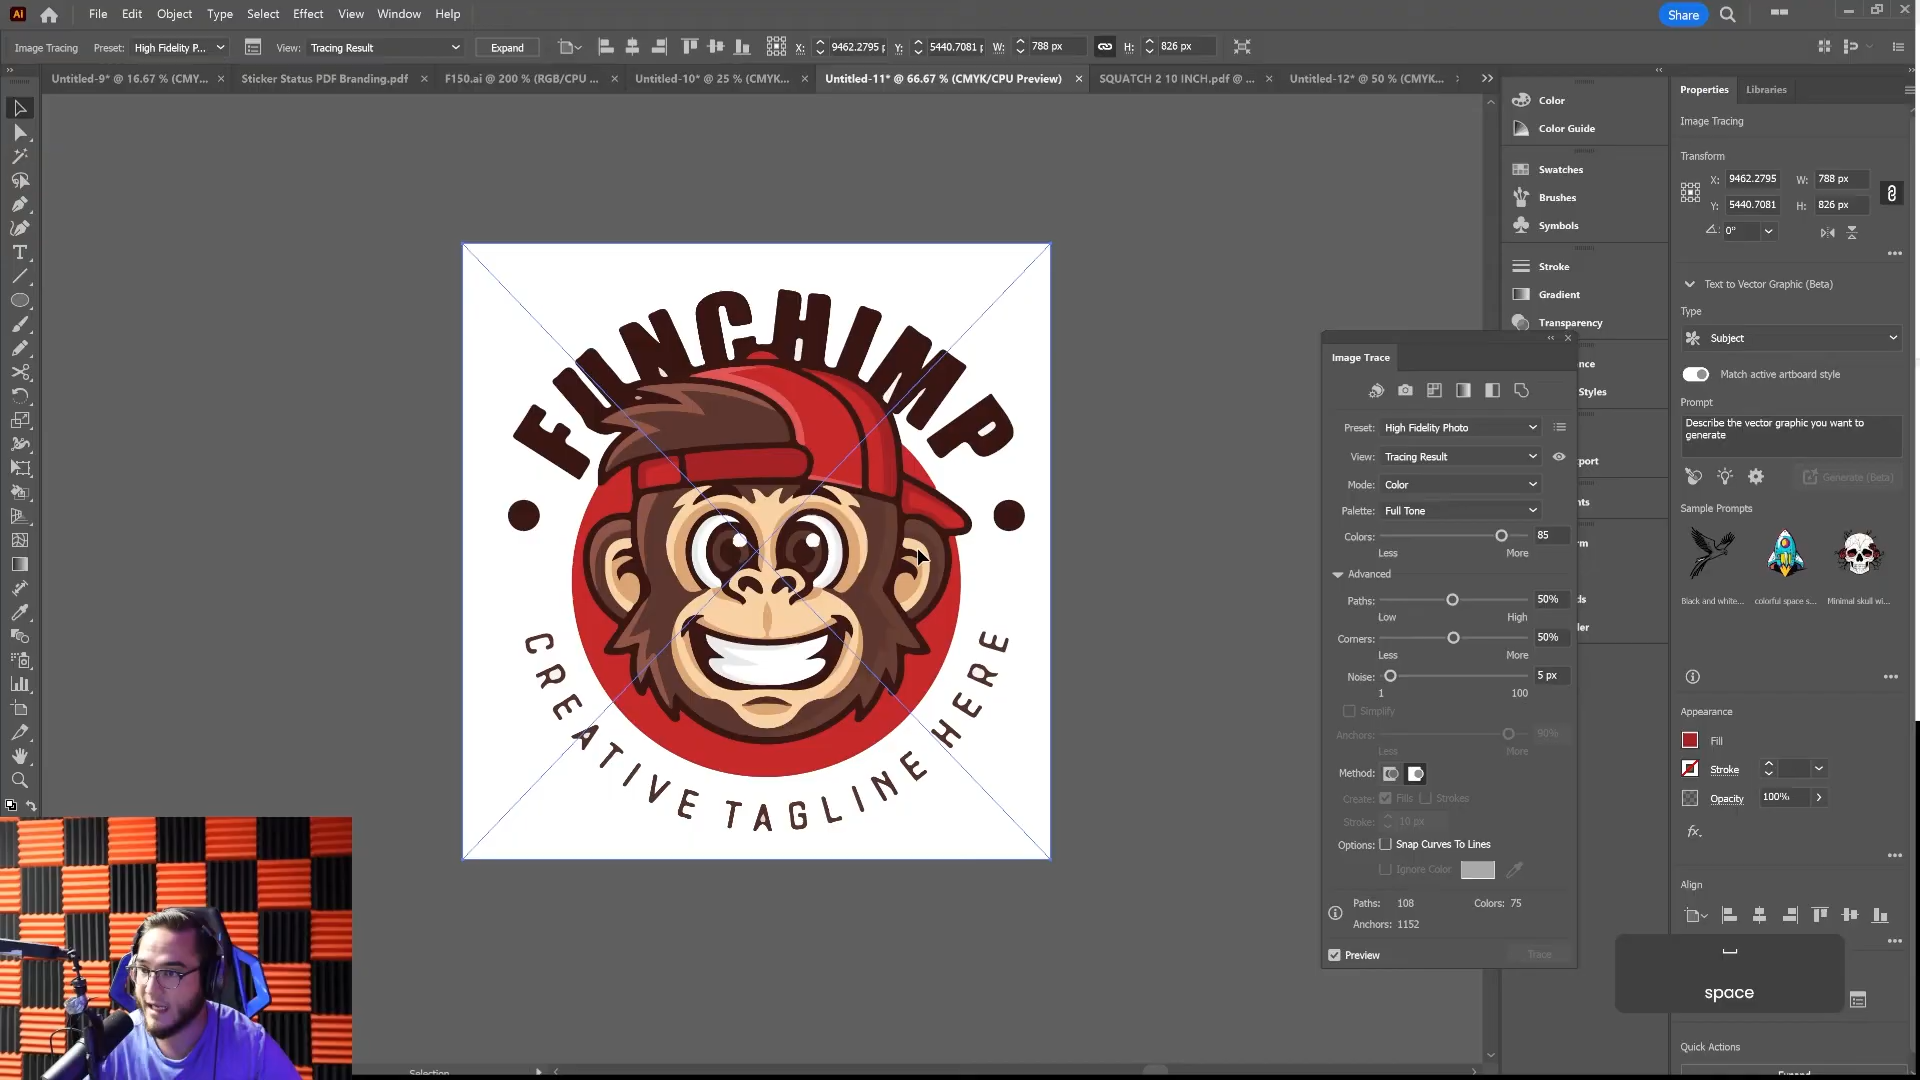 Ai File Edit Object Type Select Effect View Window Help Share
Image Tracing Preset: High Fidelity P... View: Tracing Result Expand X: 9462.2795 p Y: 5440.7081 p W: 788 px H: 826 px
Untitled-9* @ 16.67 % (CMY... × Sticker Status PDF Branding.pdf × F150.ai @ 200 % (RGB/CPU ... × Untitled-10* @ 25 % (CMYK... × Untitled-11* @ 66.67 % (CMYK/CPU Preview) × SQUATCH 2 10 INCH.pdf @ ... × Untitled-12* @ 50 % (CMYK...
FUNCHIMP
CREATIVE TAGLINE HERE
Color
Color Guide
Swatches
Brushes
Symbols
Stroke
Gradient
Transparency
ance
Styles
port
nts
rm
ds
der
Image Trace
Preset: High Fidelity Photo
View: Tracing Result
Mode: Color
Palette: Full Tone
Colors: 85
Less More
Advanced
Paths: 50%
Low High
Corners: 50%
Less More
Noise: 5 px
1 100
Simplify
Anchors: 90%
Less More
Method:
Create: Fills Strokes
Stroke: 10 px
Options: Snap Curves To Lines
Ignore Color
Paths: 108 Colors: 75
Anchors: 1152
Preview Trace
Properties Libraries
Image Tracing
Transform
X: 9462.2795 W: 788 px
Y: 5440.7081 H: 826 px
0°
Text to Vector Graphic (Beta)
Type
Subject
Match active artboard style
Prompt
Describe the vector graphic you want to
generate
Generate (Beta)
Sample Prompts
Black and white... colorful space s... Minimal skull wi...
Appearance
Fill
Stroke
Opacity 100%
fx.
Align
space
Quick Actions
Expand
Selection